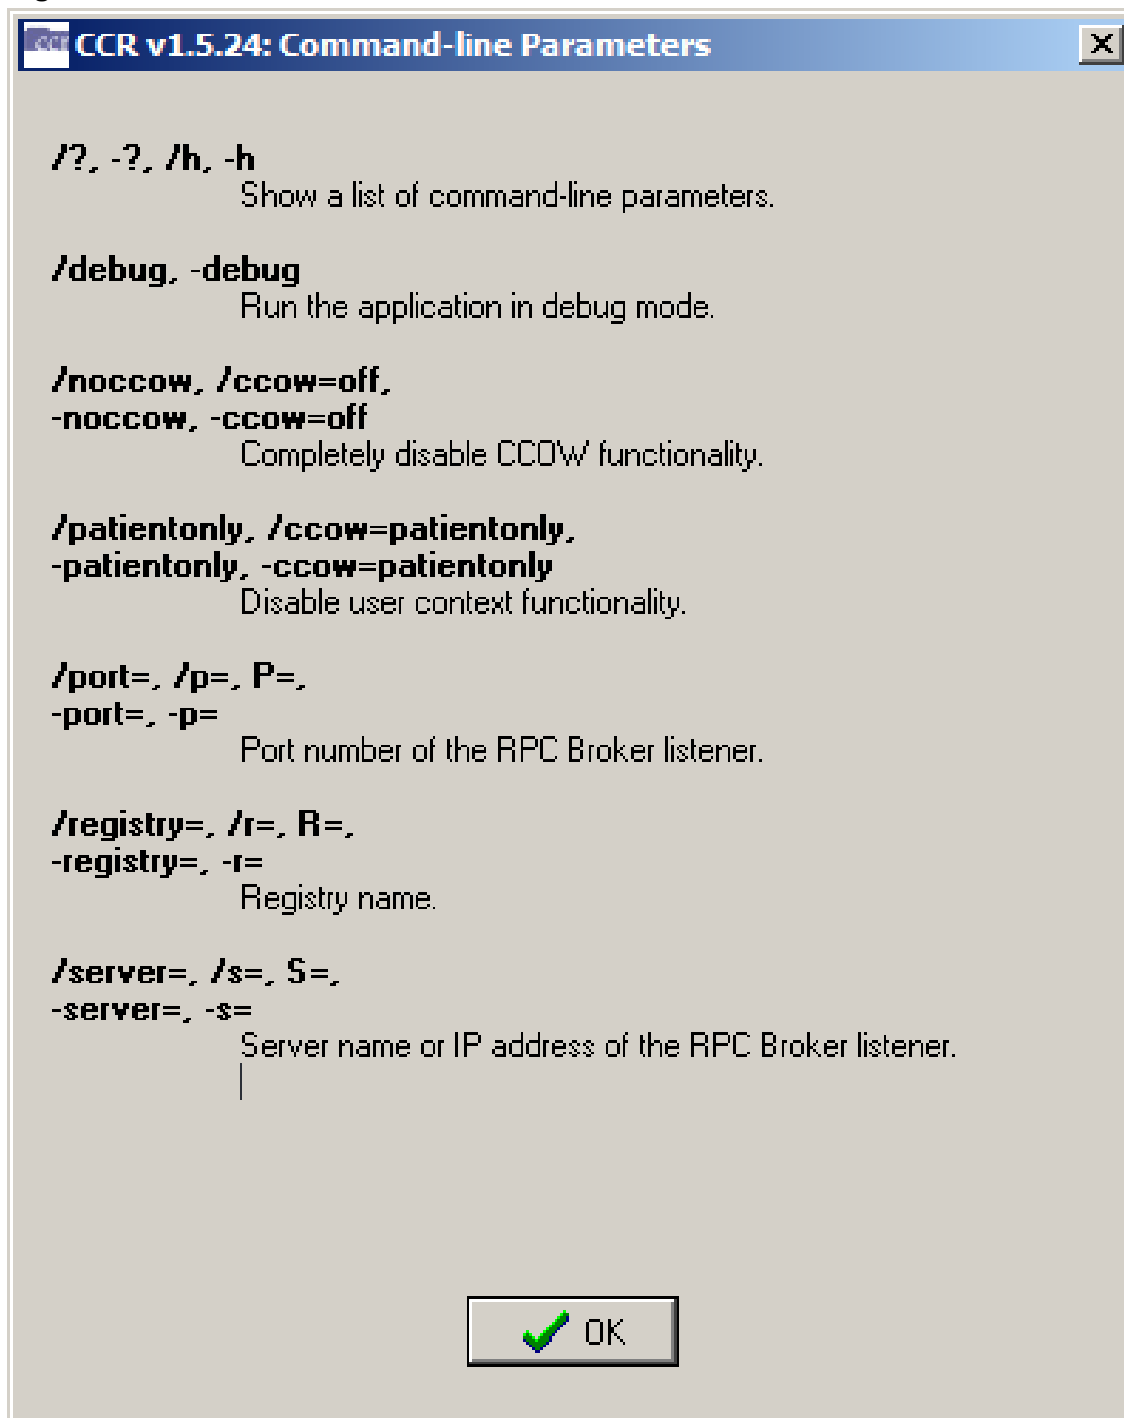 ccr CCR v1.5.24: Command-line Parameters
/?, -?, /h, -h
Show a list of command-line parameters.
/debug, -debug
Run the application in debug mode.
/noccow, /ccow=off,
-noccow, -ccow=off
Completely disable CCOW functionality.
/patientonly, /ccow=patientonly,
-patientonly, -ccow=patientonly
Disable user context functionality.
/port=, /p=, P=,
-port=, -p=
Port number of the RPC Broker listener.
/registry=, /r=, R=,
-registry=, -r=
Registry name.
/server=, /s=, S=,
-server=, -s=
Server name or IP address of the RPC Broker listener.
OK